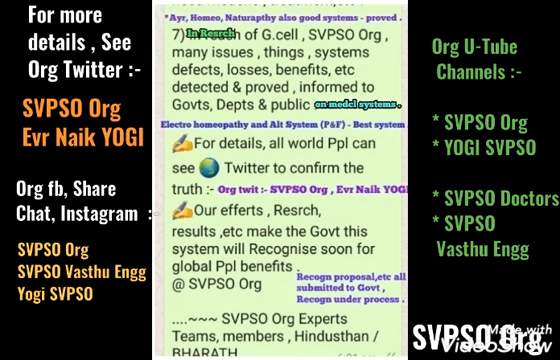 For more
details , See
Org Twitter :-
SVPSO Org
Evr Naik YOGI
Org fb, Share
Chat, Instagram :
SVPSO Org
SVPSO Vasthu Engg
Yogi SVPSO
*Ayr, Homeo, Naturapthy also good systems - proved .
7) In Resrch of G.cell , SVPSO Org ,
many issues , things , systems
defects, losses, benefits, etc
detected & proved , informed to
Govts, Depts & public on medcl systems .
Electro homeopathy and Alt System (P&F) - Best system
✍️For details, all world Ppl can
see 🌍 Twitter to confirm the
truth :- Org twit :- SVPSO Org , Evr Naik YOGI
✍️Our efferts , Resrch,
results ,etc make the Govt this
system will Recognise soon for
global Ppl benefits .
Recogn proposal,etc all
submitted to Govt ,
Recogn under process .
@ SVPSO Org
....~~~ SVPSO Org Experts
Teams, members , Hindusthan /
BHARATH
Org U-Tube
Channels :-
* SVPSO Org
* YOGI SVPSO
* SVPSO Doctors
* SVPSO
Vasthu Engg
SVPSO Org
Made with
VideoShow